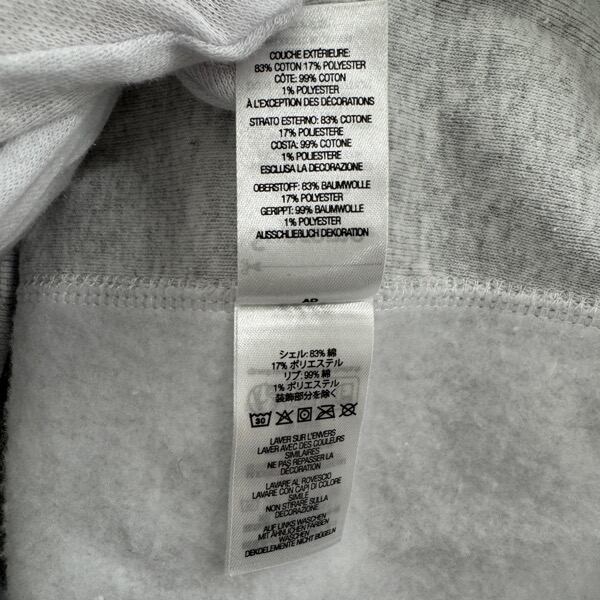 COUCHE EXTÉRIEURE:
83% COTON 17% POLYESTER
CÔTE: 99% COTON
1% POLYESTER
À L'EXCEPTION DES DÉCORATIONS
STRATO ESTERNO: 83% COTONE
17% POLIESTERE
COSTA: 99% COTONE
1% POLIESTERE
ESCLUSA LA DECORAZIONE
OBERSTOFF: 83% BAUMWOLLE
17% POLYESTER
GERIPPT: 99% BAUMWOLLE
1% POLYESTER
AUSSCHLIEẞLICH DEKORATION
シェル: 83% 綿
17% ポリエステル
リブ: 99% 綿
1% ポリエステル
装飾部分を除く
30
LAVER SUR L'ENVERS
LAVER AVEC DES COULEURS
SIMILAIRES
NE PAS REPASSER LA
DÉCORATION
LAVARE AL ROVESCIO
LAVARE CON CAPI DI COLORE
SIMILE
NON STIRARE SULLA
DECORAZIONE
AUF LINKS WASCHEN
MIT ÄHNLICHEN FARBEN
WASCHEN
DEKOELEMENTE NICHT BÜGELN